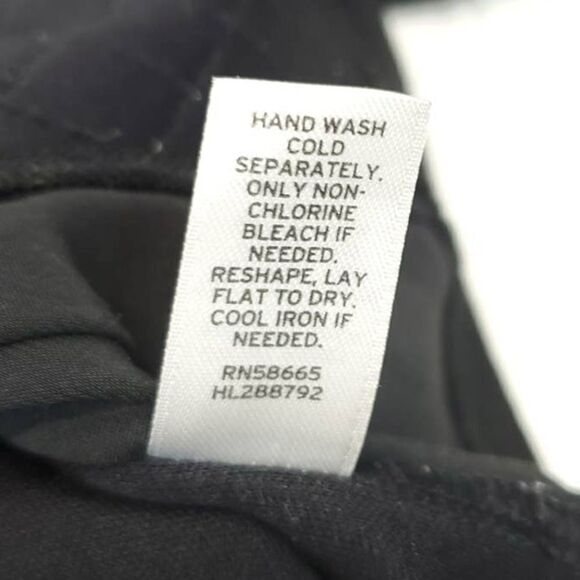 HAND WASH
COLD
SEPARATELY.
ONLY NON-
CHLORINE
BLEACH IF
NEEDED.
RESHAPE, LAY
FLAT TO DRY.
COOL IRON IF
NEEDED.
RN58665
HL288792